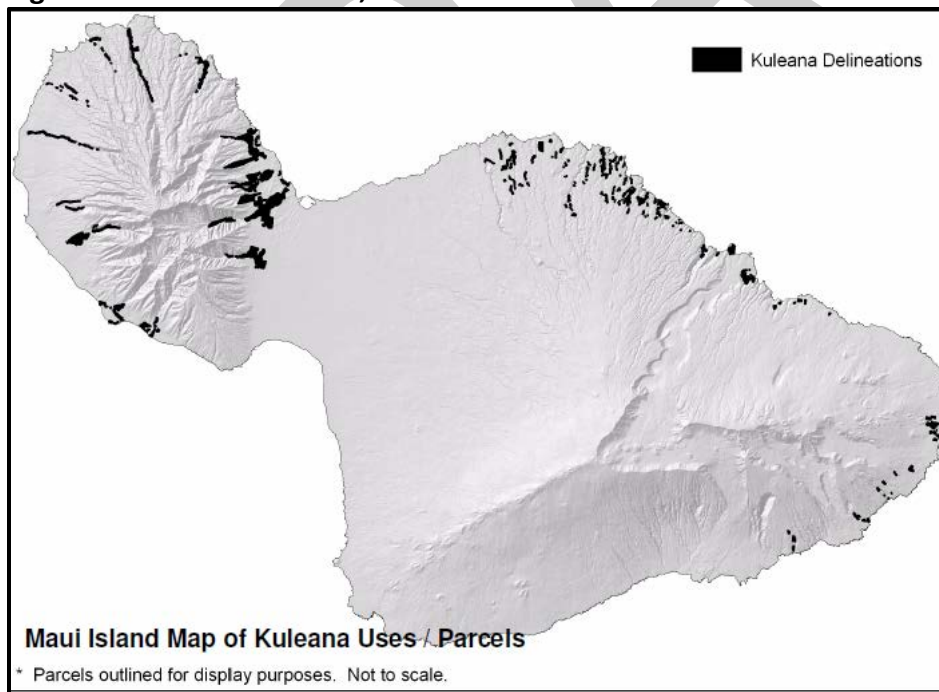 Kuleana Delineations
Maui Island Map of Kuleana Uses / Parcels
* Parcels outlined for display purposes. Not to scale.